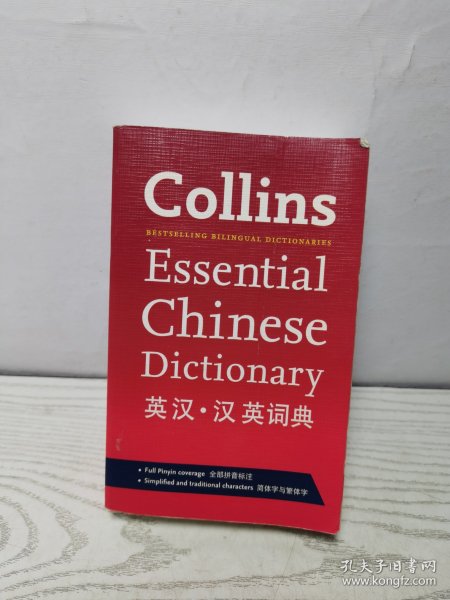 Collins
BESTSELLING BILINGUAL DICTIONARIES
Essential
Chinese
Dictionary
英汉·汉英词典
• Full Pinyin coverage 全部拼音标注
• Simplified and traditional characters 简体字与繁体字
孔夫子旧书网
www.kongfz.com